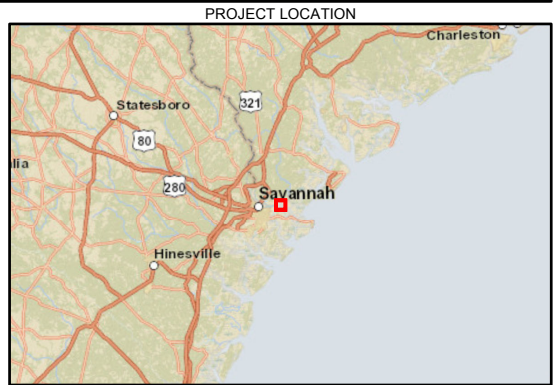 PROJECT LOCATION
Charleston
Statesboro
321
80
lia
280
Savannah
Hinesville